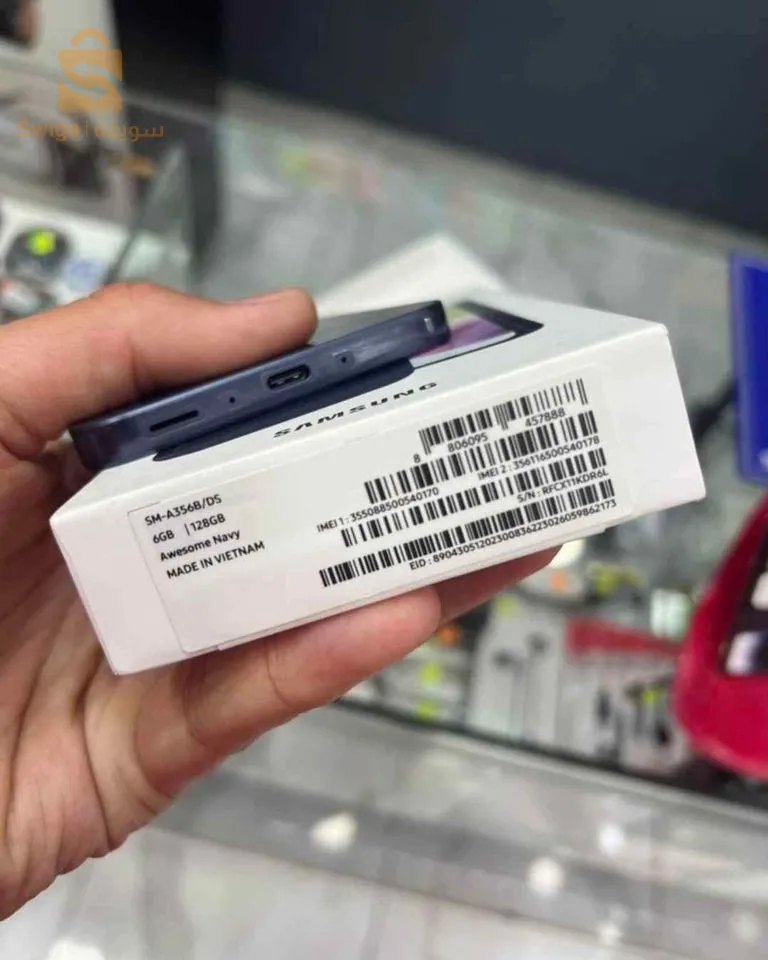 Swiga | سويقة
SAMSUNG
SM-A356B/DS
6GB | 128GB
Awesome Navy
MADE IN VIETNAM
8 806095 457888
IMEI 1 : 355088500540170
IMEI 2 : 356116500540178
S/N : RFCX11KDR6L
EID : 89043051202300836223026059862173